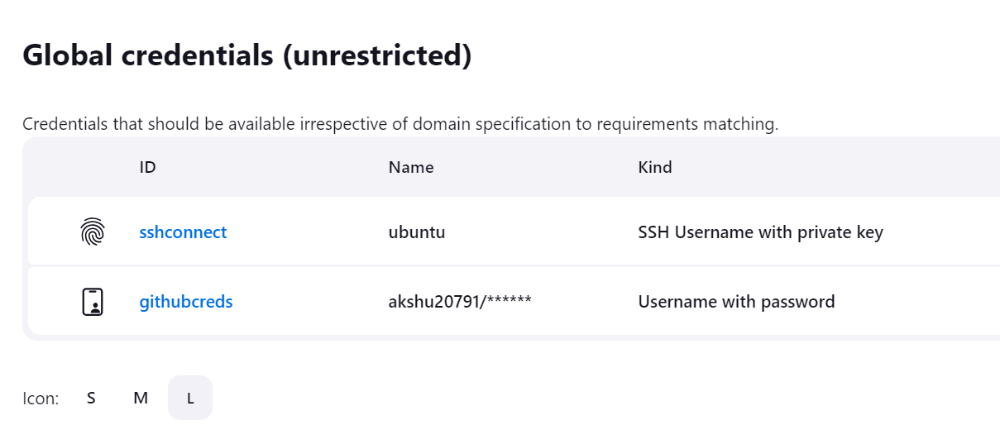 Global credentials (unrestricted)
Credentials that should be available irrespective of domain specification to requirements matching.
ID Name Kind
sshconnect ubuntu SSH Username with private key
githubcreds akshu20791/****** Username with password
Icon: S M L